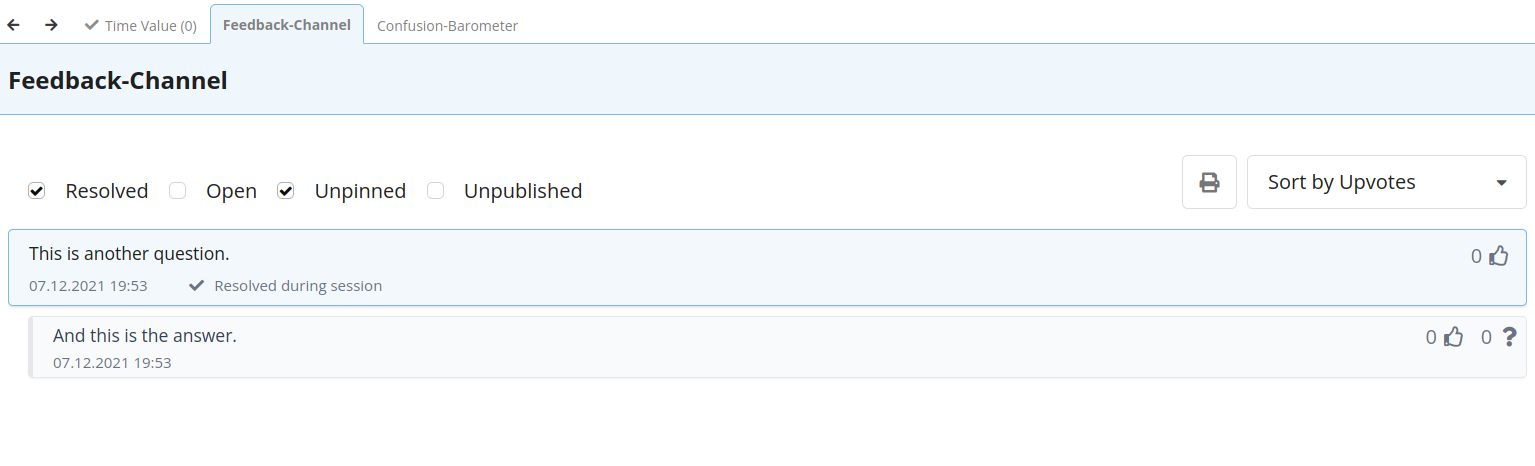 Time Value (0) Feedback-Channel Confusion-Barometer
Feedback-Channel
Resolved Open Unpinned Unpublished Sort by Upvotes
This is another question. 0
07.12.2021 19:53 Resolved during session
And this is the answer. 0 0 ?
07.12.2021 19:53